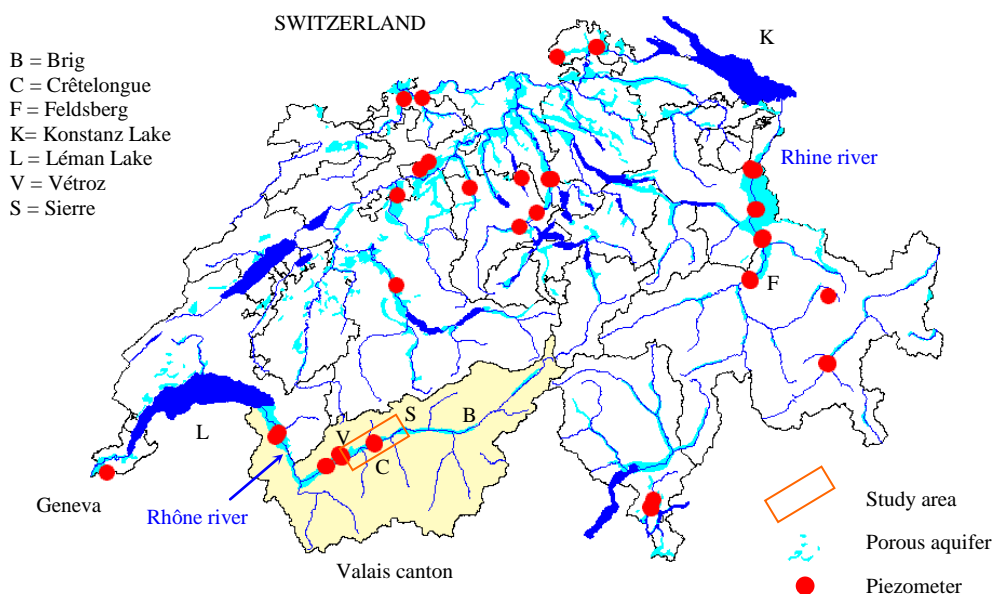 SWITZERLAND
K
B = Brig
C = Crêtelongue
F = Feldsberg
K= Konstanz Lake
L = Léman Lake
V = Vétroz
S = Sierre
Rhine river
F
S
B
V
L
C
Geneva
Rhône river
Valais canton
Study area
Porous aquifer
Piezometer